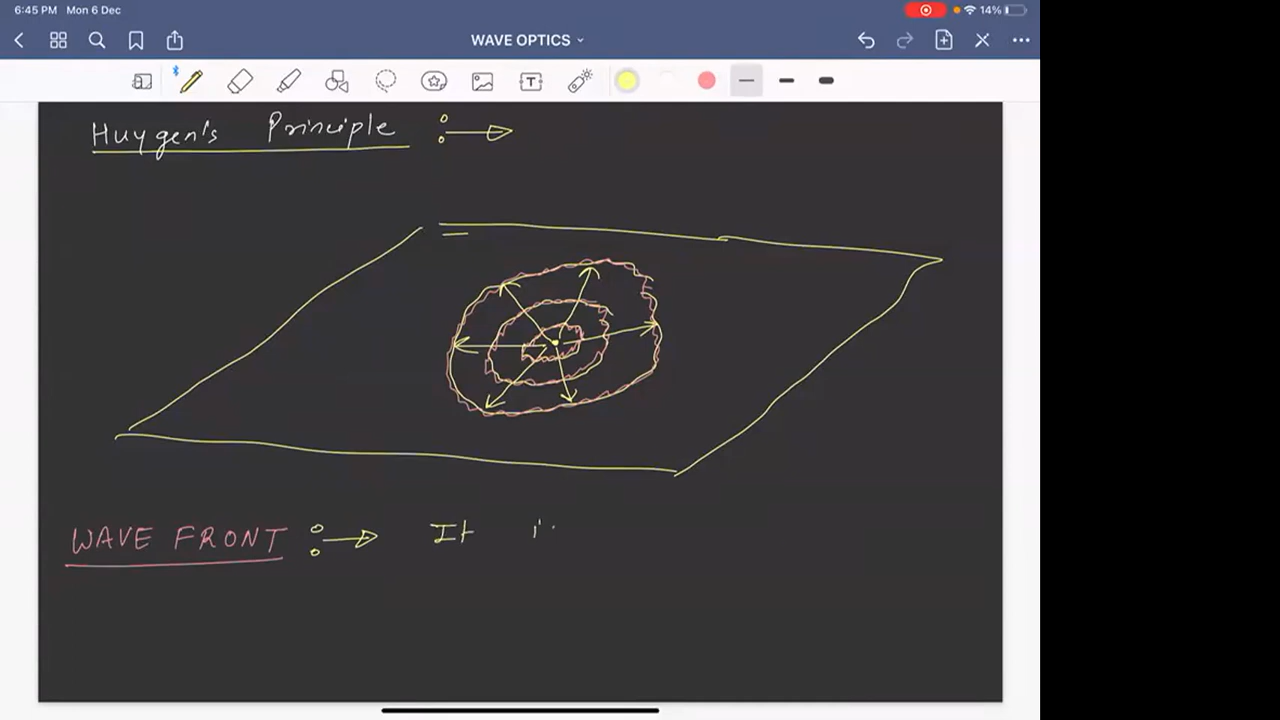 6:45 PM Mon 6 Dec
14%
WAVE OPTICS
T
Huygen's Principle
WAVE FRONT It i